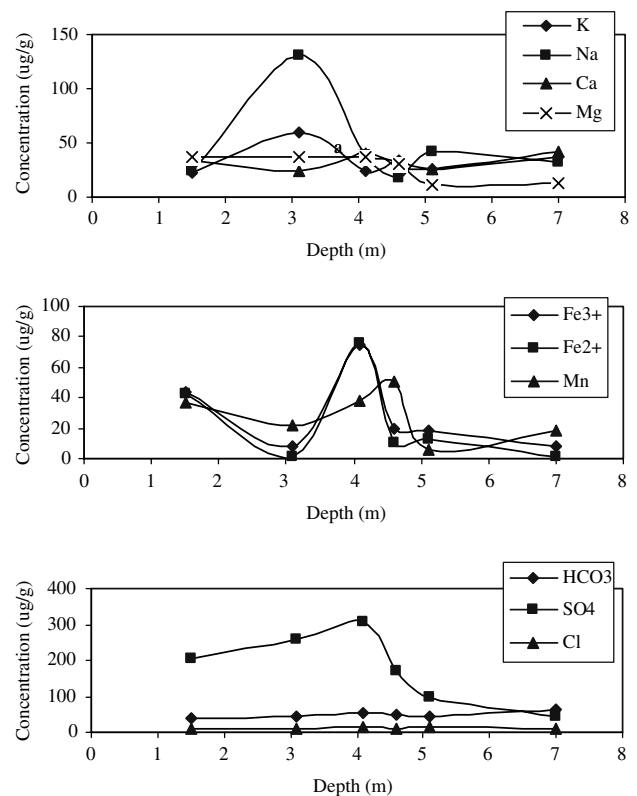 150
100
50
0
Concentration (ug/g)
a
K
Na
Ca
Mg
0 1 2 3 4 5 6 7 8
Depth (m)
100
80
60
40
20
0
Concentration (ug/g)
Fe3+
Fe2+
Mn
0 1 2 3 4 5 6 7 8
Depth (m)
400
300
200
100
0
Concentration (ug/g)
HCO3
SO4
Cl
0 1 2 3 4 5 6 7 8
Depth (m)